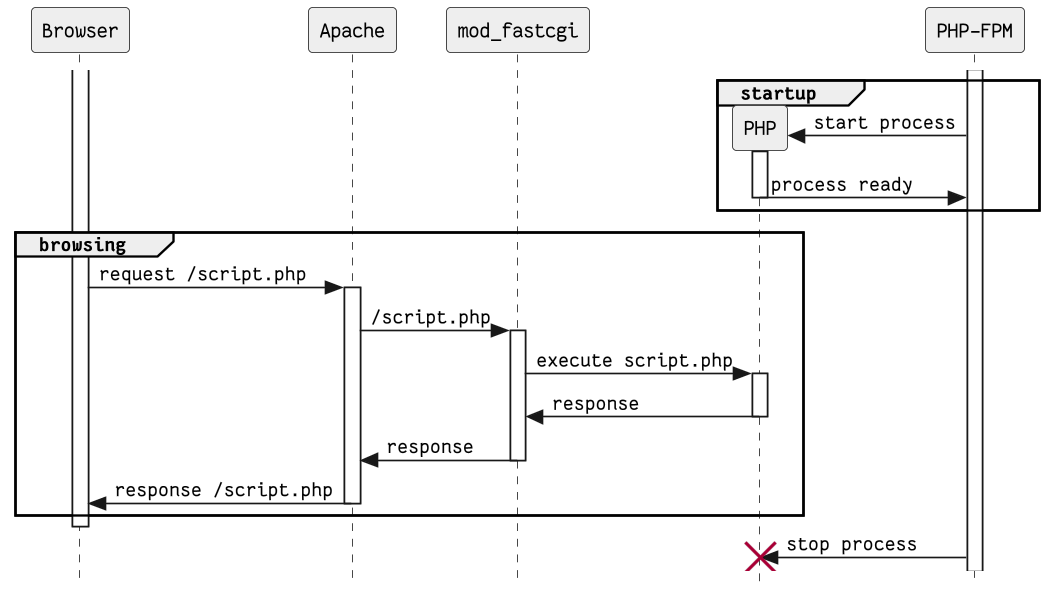 Browser
Apache
mod_fastcgi
PHP-FPM
startup
PHP
start process
process ready
browsing
request /script.php
/script.php
execute script.php
response
response
response /script.php
stop process